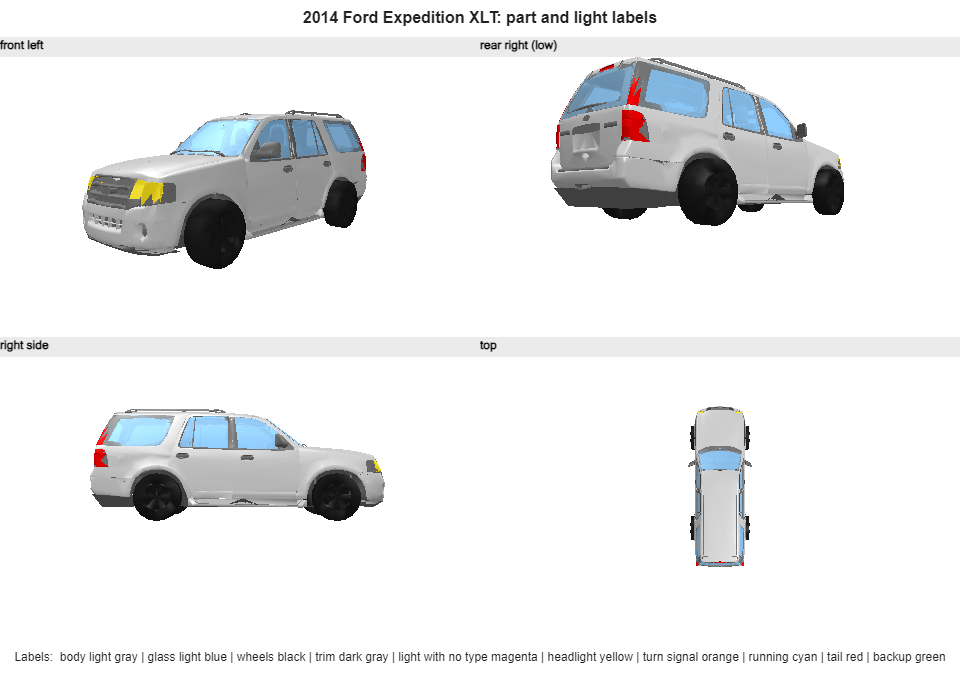 2014 Ford Expedition XLT: part and light labels
front left
rear right (low)
right side
top
Labels:  body light gray | glass light blue | wheels black | trim dark gray | light with no type magenta | headlight yellow | turn signal orange | running cyan | tail red | backup green